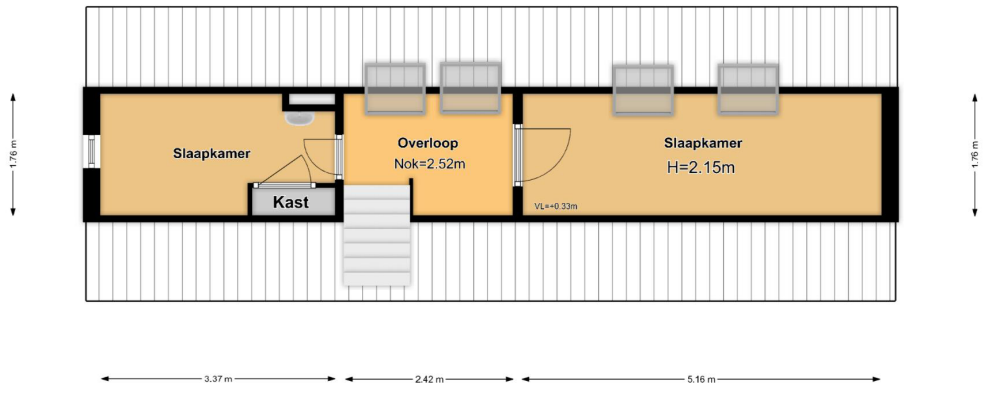 Slaapkamer
Overloop
Nok=2.52m
Slaapkamer
H=2.15m
Kast
VL=+0.33m
1.76 m
1.76 m
3.37 m
2.42 m
5.16 m